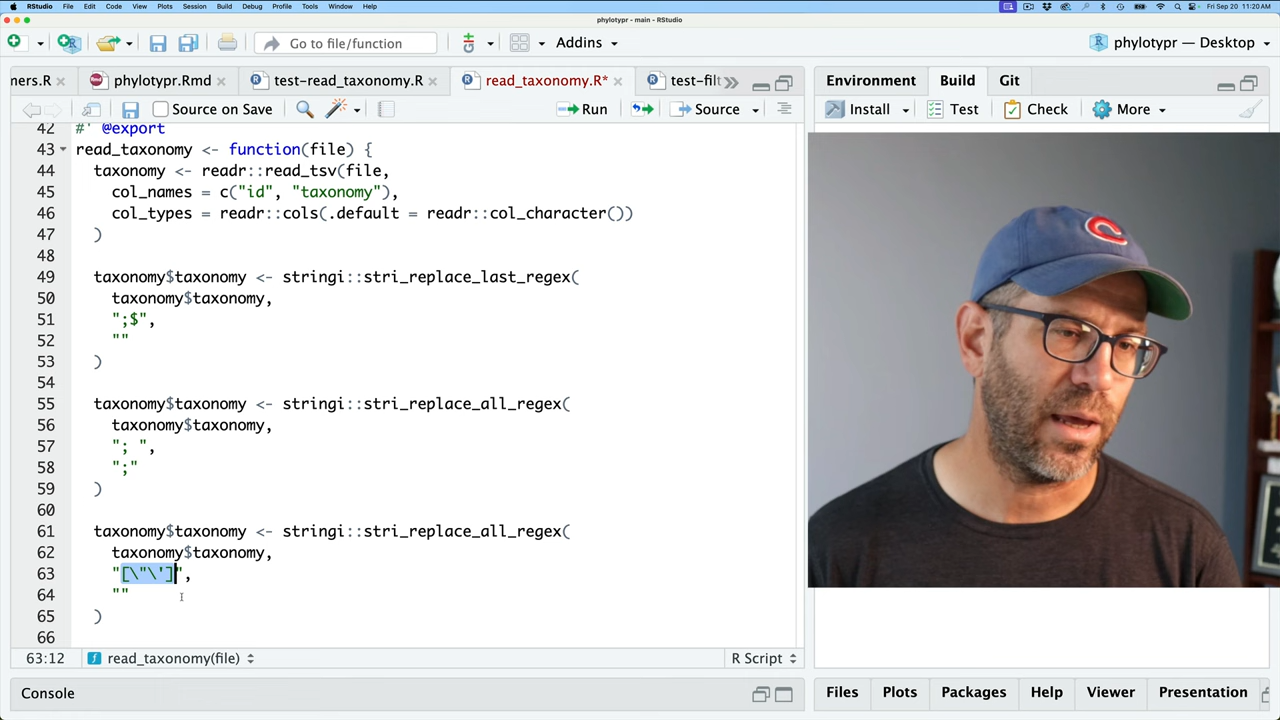 RStudio File Edit Code View Plots Session Build Debug Profile Tools Window Help Fri Sep 20 11:20 AM
phylotypr - main - RStudio
Go to file/function Addins phylotypr — Desktop
ners.R phylotypr.Rmd test-read_taxonomy.R read_taxonomy.R* test-filt
Source on Save Run Source
42 #' @export
43 read_taxonomy <- function(file) {
44 taxonomy <- readr::read_tsv(file,
45 col_names = c("id", "taxonomy"),
46 col_types = readr::cols(.default = readr::col_character())
47 )
48
49 taxonomy$taxonomy <- stringi::stri_replace_last_regex(
50 taxonomy$taxonomy,
51 ";$",
52 ""
53 )
54
55 taxonomy$taxonomy <- stringi::stri_replace_all_regex(
56 taxonomy$taxonomy,
57 "; ",
58 ";"
59 )
60
61 taxonomy$taxonomy <- stringi::stri_replace_all_regex(
62 taxonomy$taxonomy,
63 "[\"\']",
64 ""
65 )
66
63:12 read_taxonomy(file) R Script
Console
Environment Build Git
Install Test Check More
C
Files Plots Packages Help Viewer Presentation